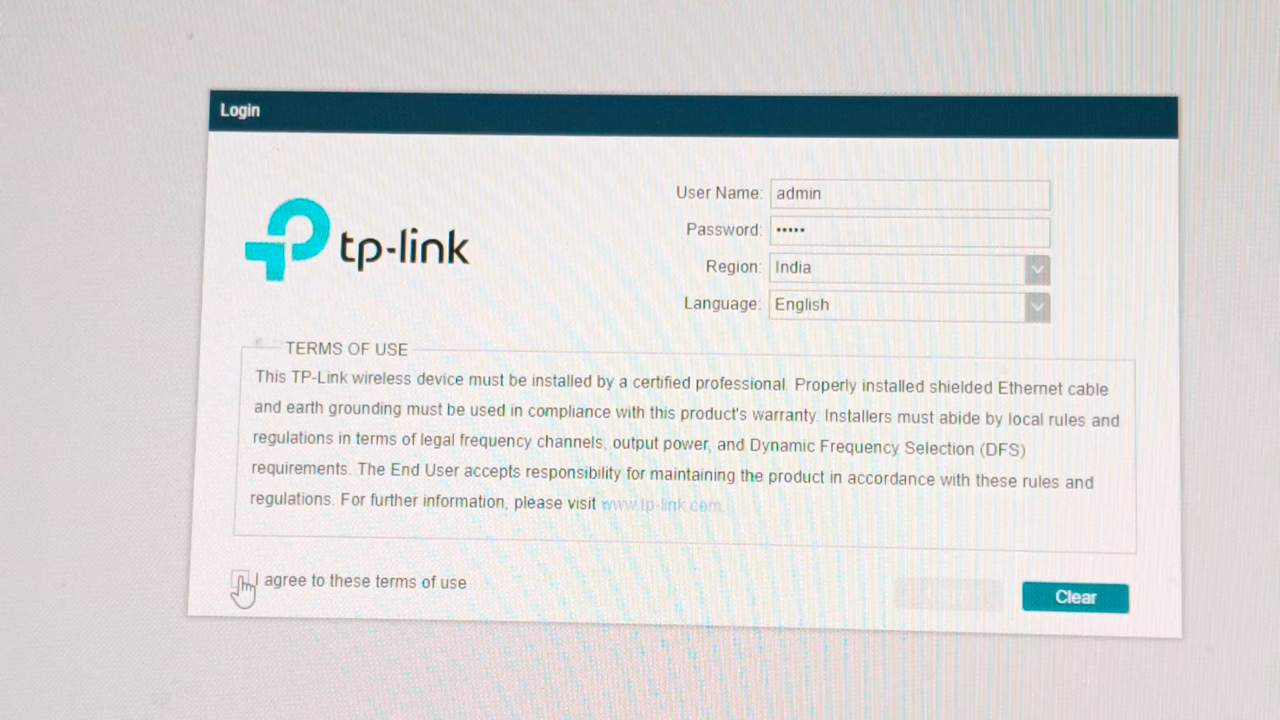 Login
tp-link
User Name: admin
Password: •••••
Region: India
Language: English
TERMS OF USE
This TP-Link wireless device must be installed by a certified professional. Properly installed shielded Ethernet cable
and earth grounding must be used in compliance with this product's warranty. Installers must abide by local rules and
regulations in terms of legal frequency channels, output power, and Dynamic Frequency Selection (DFS)
requirements. The End User accepts responsibility for maintaining the product in accordance with these rules and
regulations. For further information, please visit www.tp-link.com
I agree to these terms of use
Clear